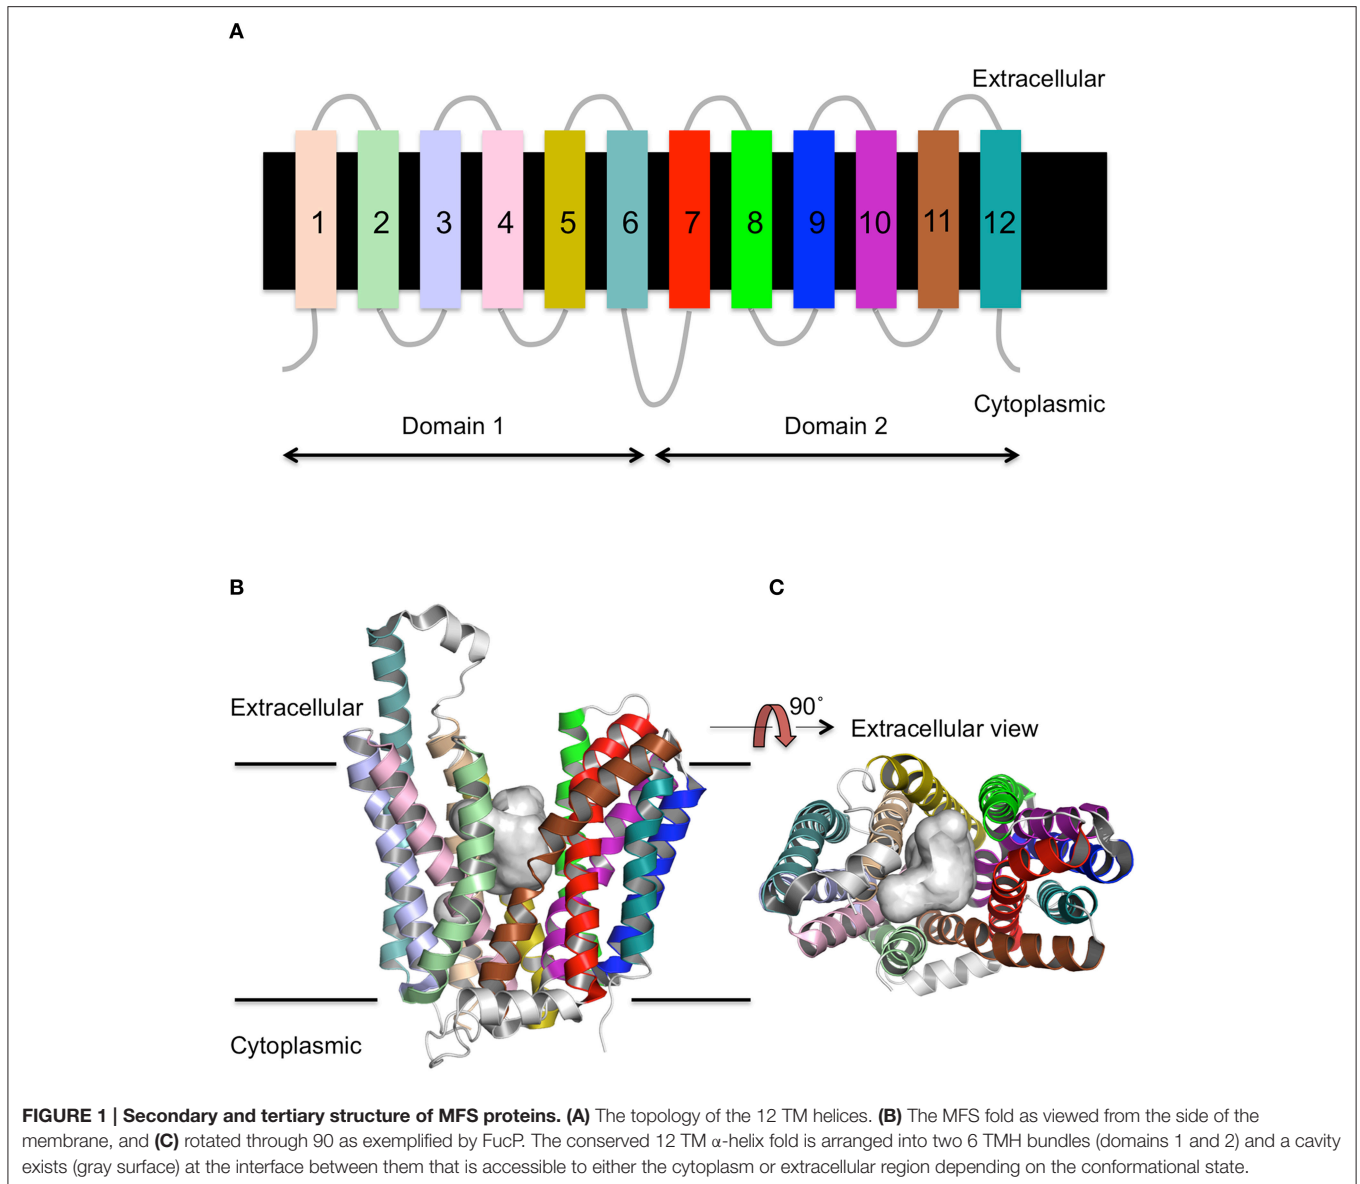 A
Extracellular
1 2 3 4 5 6 7 8 9 10 11 12
Cytoplasmic
Domain 1 Domain 2
B
C
Extracellular
90°
Extracellular view
Cytoplasmic
FIGURE 1 | Secondary and tertiary structure of MFS proteins. (A) The topology of the 12 TM helices. (B) The MFS fold as viewed from the side of the
membrane, and (C) rotated through 90 as exemplified by FucP. The conserved 12 TM α-helix fold is arranged into two 6 TMH bundles (domains 1 and 2) and a cavity
exists (gray surface) at the interface between them that is accessible to either the cytoplasm or extracellular region depending on the conformational state.